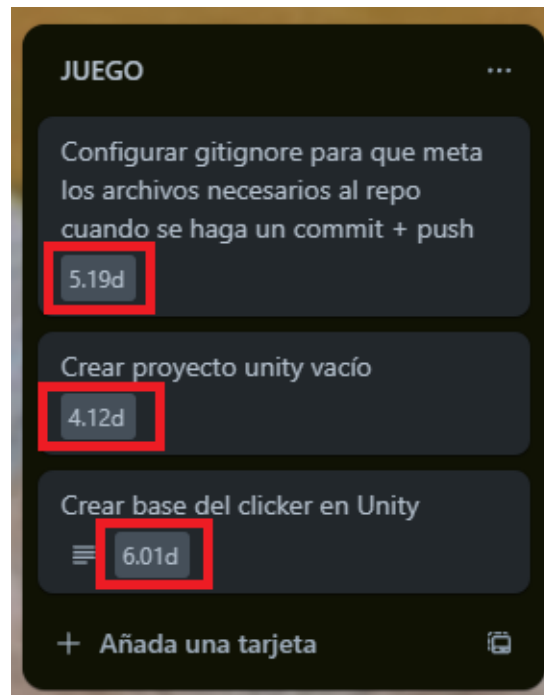 JUEGO
Configurar gitignore para que meta
los archivos necesarios al repo
cuando se haga un commit + push
5.19d
Crear proyecto unity vacío
4.12d
Crear base del clicker en Unity
6.01d
+ Añada una tarjeta